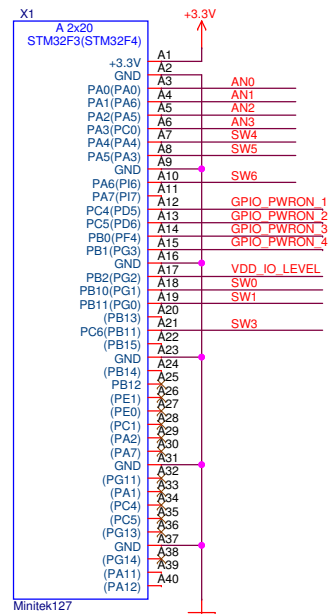 X1
+3.3V
A 2x20
STM32F3(STM32F4)
+3.3V A1
GND A2
PA0(PA0) A3 AN0
PA1(PA6) A4 AN1
PA2(PA5) A5 AN2
PA3(PC0) A6 AN3
PA4(PA4) A7 SW4
PA5(PA3) A8 SW5
GND A9
PA6(PI6) A10 SW6
PA7(PI7) A11
PC4(PD5) A12 GPIO_PWRON_1
PC5(PD6) A13 GPIO_PWRON_2
PB0(PF4) A14 GPIO_PWRON_3
PB1(PG3) A15 GPIO_PWRON_4
GND A16
PB2(PG2) A17 VDD_IO_LEVEL
PB10(PG1) A18 SW0
PB11(PG0) A19 SW1
(PB13) A20
PC6(PB11) A21 SW3
(PB15) A22
GND A23
(PB14) A24
PB12 A25
(PE1) A26
(PE0) A27
(PC1) A28
(PA2) A29
(PA7) A30
GND A31
(PG11) A32
(PA1) A33
(PC4) A34
(PC5) A35
(PG13) A36
GND A37
(PG14) A38
(PA11) A39
(PA12) A40
Minitek127